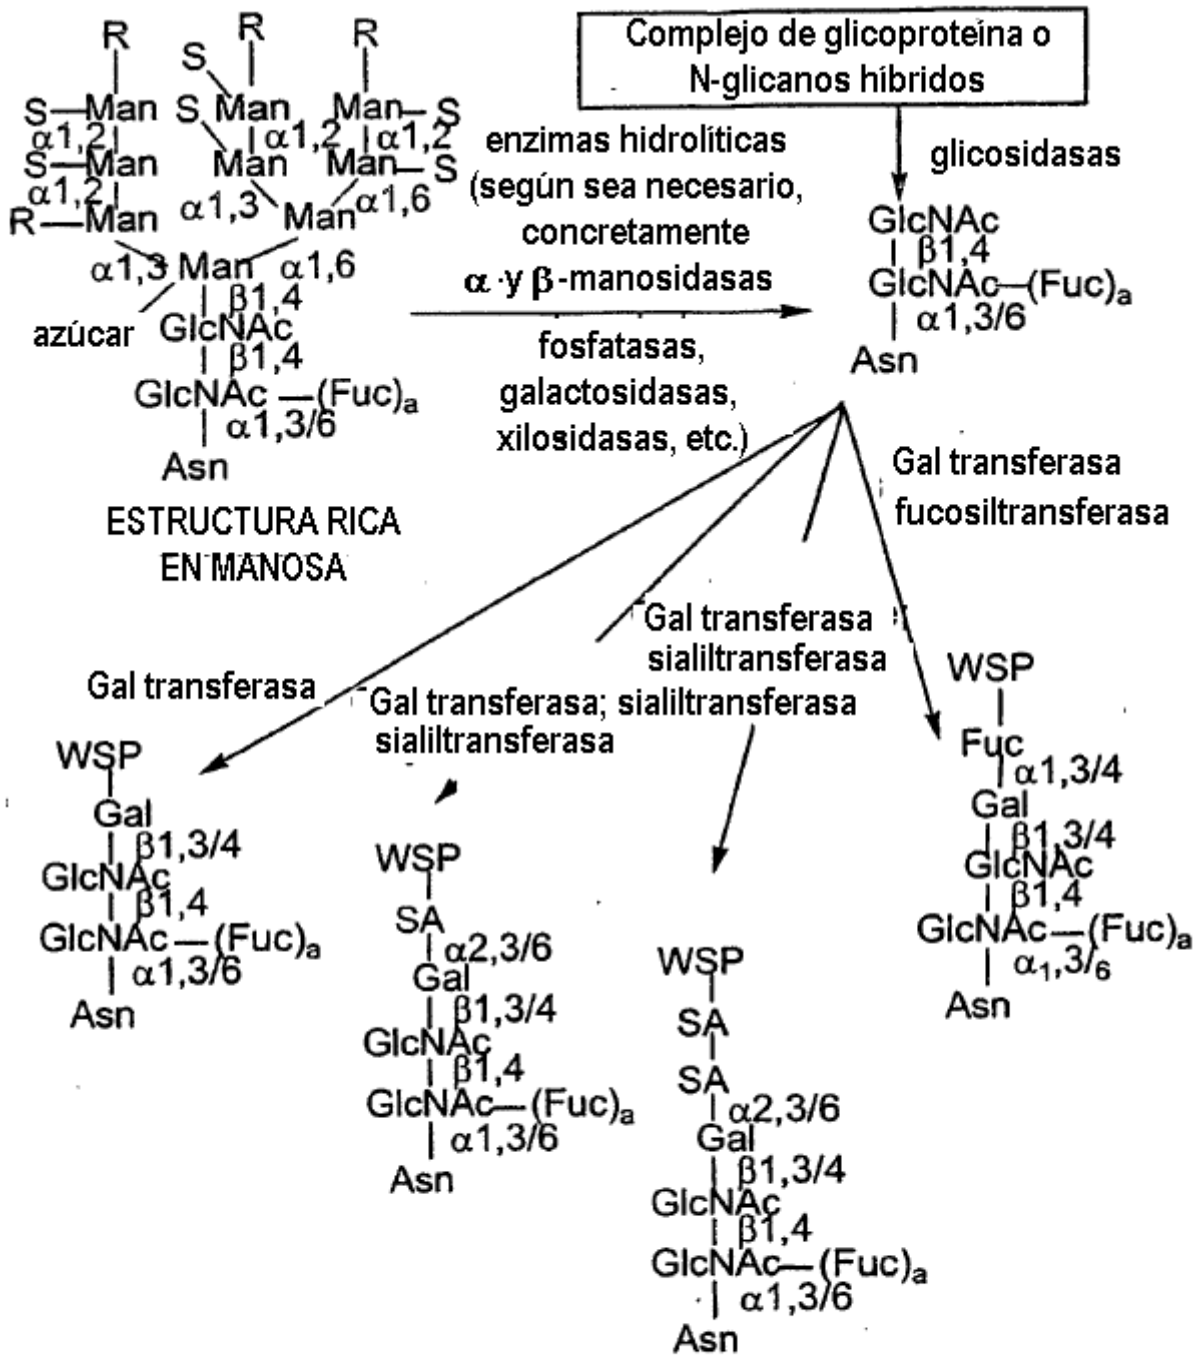 R
R
R
S
S—Man
S Man
Man—S
α1,2
α1,2
α1,2
S—Man
Man
Man—S
α1,2
α1,3
α1,6
R—Man
Man
α1,3 Man α1,6
β1,4
azúcar
GlcNAc
β1,4
GlcNAc—(Fuc)a
α1,3/6
Asn
ESTRUCTURA RICA
EN MANOSA
enzimas hidrolíticas
(según sea necesario,
concretamente
α y β-manosidasas
fosfatasas,
galactosidasas,
xilosidasas, etc.)
Complejo de glicoproteína o
N-glicanos híbridos
glicosidasas
GlcNAc
β1,4
GlcNAc—(Fuc)a
α1,3/6
Asn
Gal transferasa
fucosiltransferasa
Gal transferasa
sialiltransferasa
Gal transferasa
Gal transferasa; sialiltransferasa
sialiltransferasa
WSP
Gal
β1,3/4
GlcNAc
β1,4
GlcNAc—(Fuc)a
α1,3/6
Asn
WSP
SA
α2,3/6
Gal
β1,3/4
GlcNAc
β1,4
GlcNAc—(Fuc)a
α1,3/6
Asn
WSP
SA
SA
α2,3/6
Gal
β1,3/4
GlcNAc
β1,4
GlcNAc—(Fuc)a
α1,3/6
Asn
WSP
Fuc
α1,3/4
Gal
β1,3/4
GlcNAc
β1,4
GlcNAc—(Fuc)a
α1,3/6
Asn